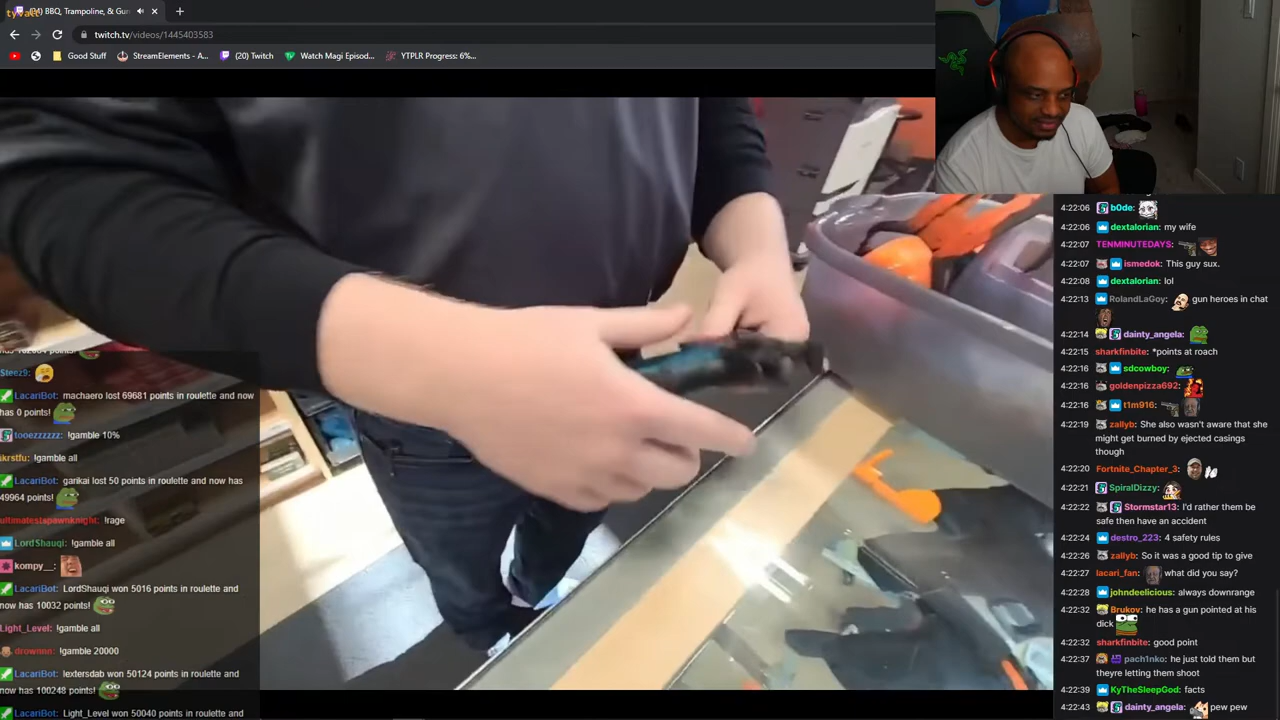 (24) BBQ, Trampoline, & Gun
twitch.tv/videos/1445403583
Good Stuff
StreamElements - A...
(20) Twitch
Watch Magi Episod...
YTPLR Progress: 6%...
Steez9:
LacariBot: machaero lost 69681 points in roulette and
now has 0 points!
tooezzzzzz: !gamble 10%
akrstfu: !gamble all
LacariBot: garikai lost 50 points in roulette and now has
49964 points!
ultimatestspawnknight: !rage
LordShauqi: !gamble all
kompy__:
LacariBot: LordShauqi won 5016 points in roulette and
now has 10032 points!
Light_Level: !gamble all
drownnn: !gamble 20000
LacariBot: lextersdab won 50124 points in roulette and
now has 100248 points!
LacariBot: Light_Level won 50040 points in roulette and
4:22:06 b0de:
4:22:06 dextalorian: my wife
4:22:07 TENMINUTEDAYS:
4:22:07 ismedok: This guy sux.
4:22:08 dextalorian: lol
4:22:13 RolandLaGoy: gun heroes in chat
4:22:14 dainty_angela:
4:22:15 sharkfinbite: *points at roach
4:22:16 sdcowboy:
4:22:16 goldenpizza692:
4:22:16 t1m916:
4:22:19 zallyb: She also wasn't aware that she
might get burned by ejected casings
though
4:22:20 Fortnite_Chapter_3:
4:22:21 SpiralDizzy:
4:22:22 Stormstar13: I'd rather them be
safe then have an accident
4:22:24 destro_223: 4 safety rules
4:22:26 zallyb: So it was a good tip to give
4:22:27 lacari_fan: what did you say?
4:22:28 johndeelicious: always downrange
4:22:32 Brukov: he has a gun pointed at his
dick
4:22:32 sharkfinbite: good point
4:22:37 pach1nko: he just told them but
theyre letting them shoot
4:22:39 KyTheSleepGod: facts
4:22:43 dainty_angela: pew pew